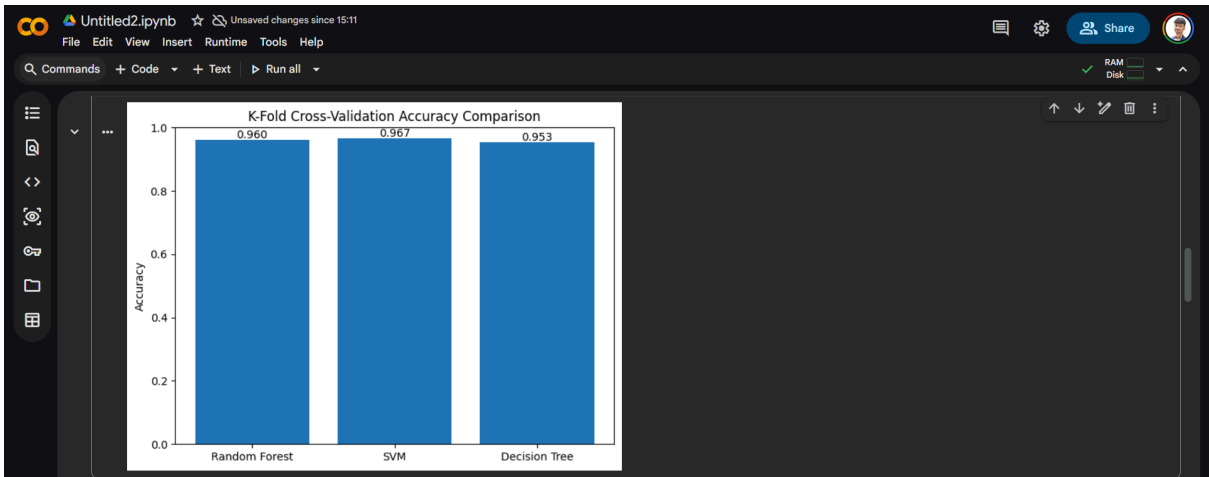 Untitled2.ipynb Unsaved changes since 15:11
File Edit View Insert Runtime Tools Help
Share
Commands + Code + Text Run all
RAM
Disk
K-Fold Cross-Validation Accuracy Comparison
1.0
0.960 0.967 0.953
0.8
0.6
Accuracy
0.4
0.2
0.0
Random Forest SVM Decision Tree